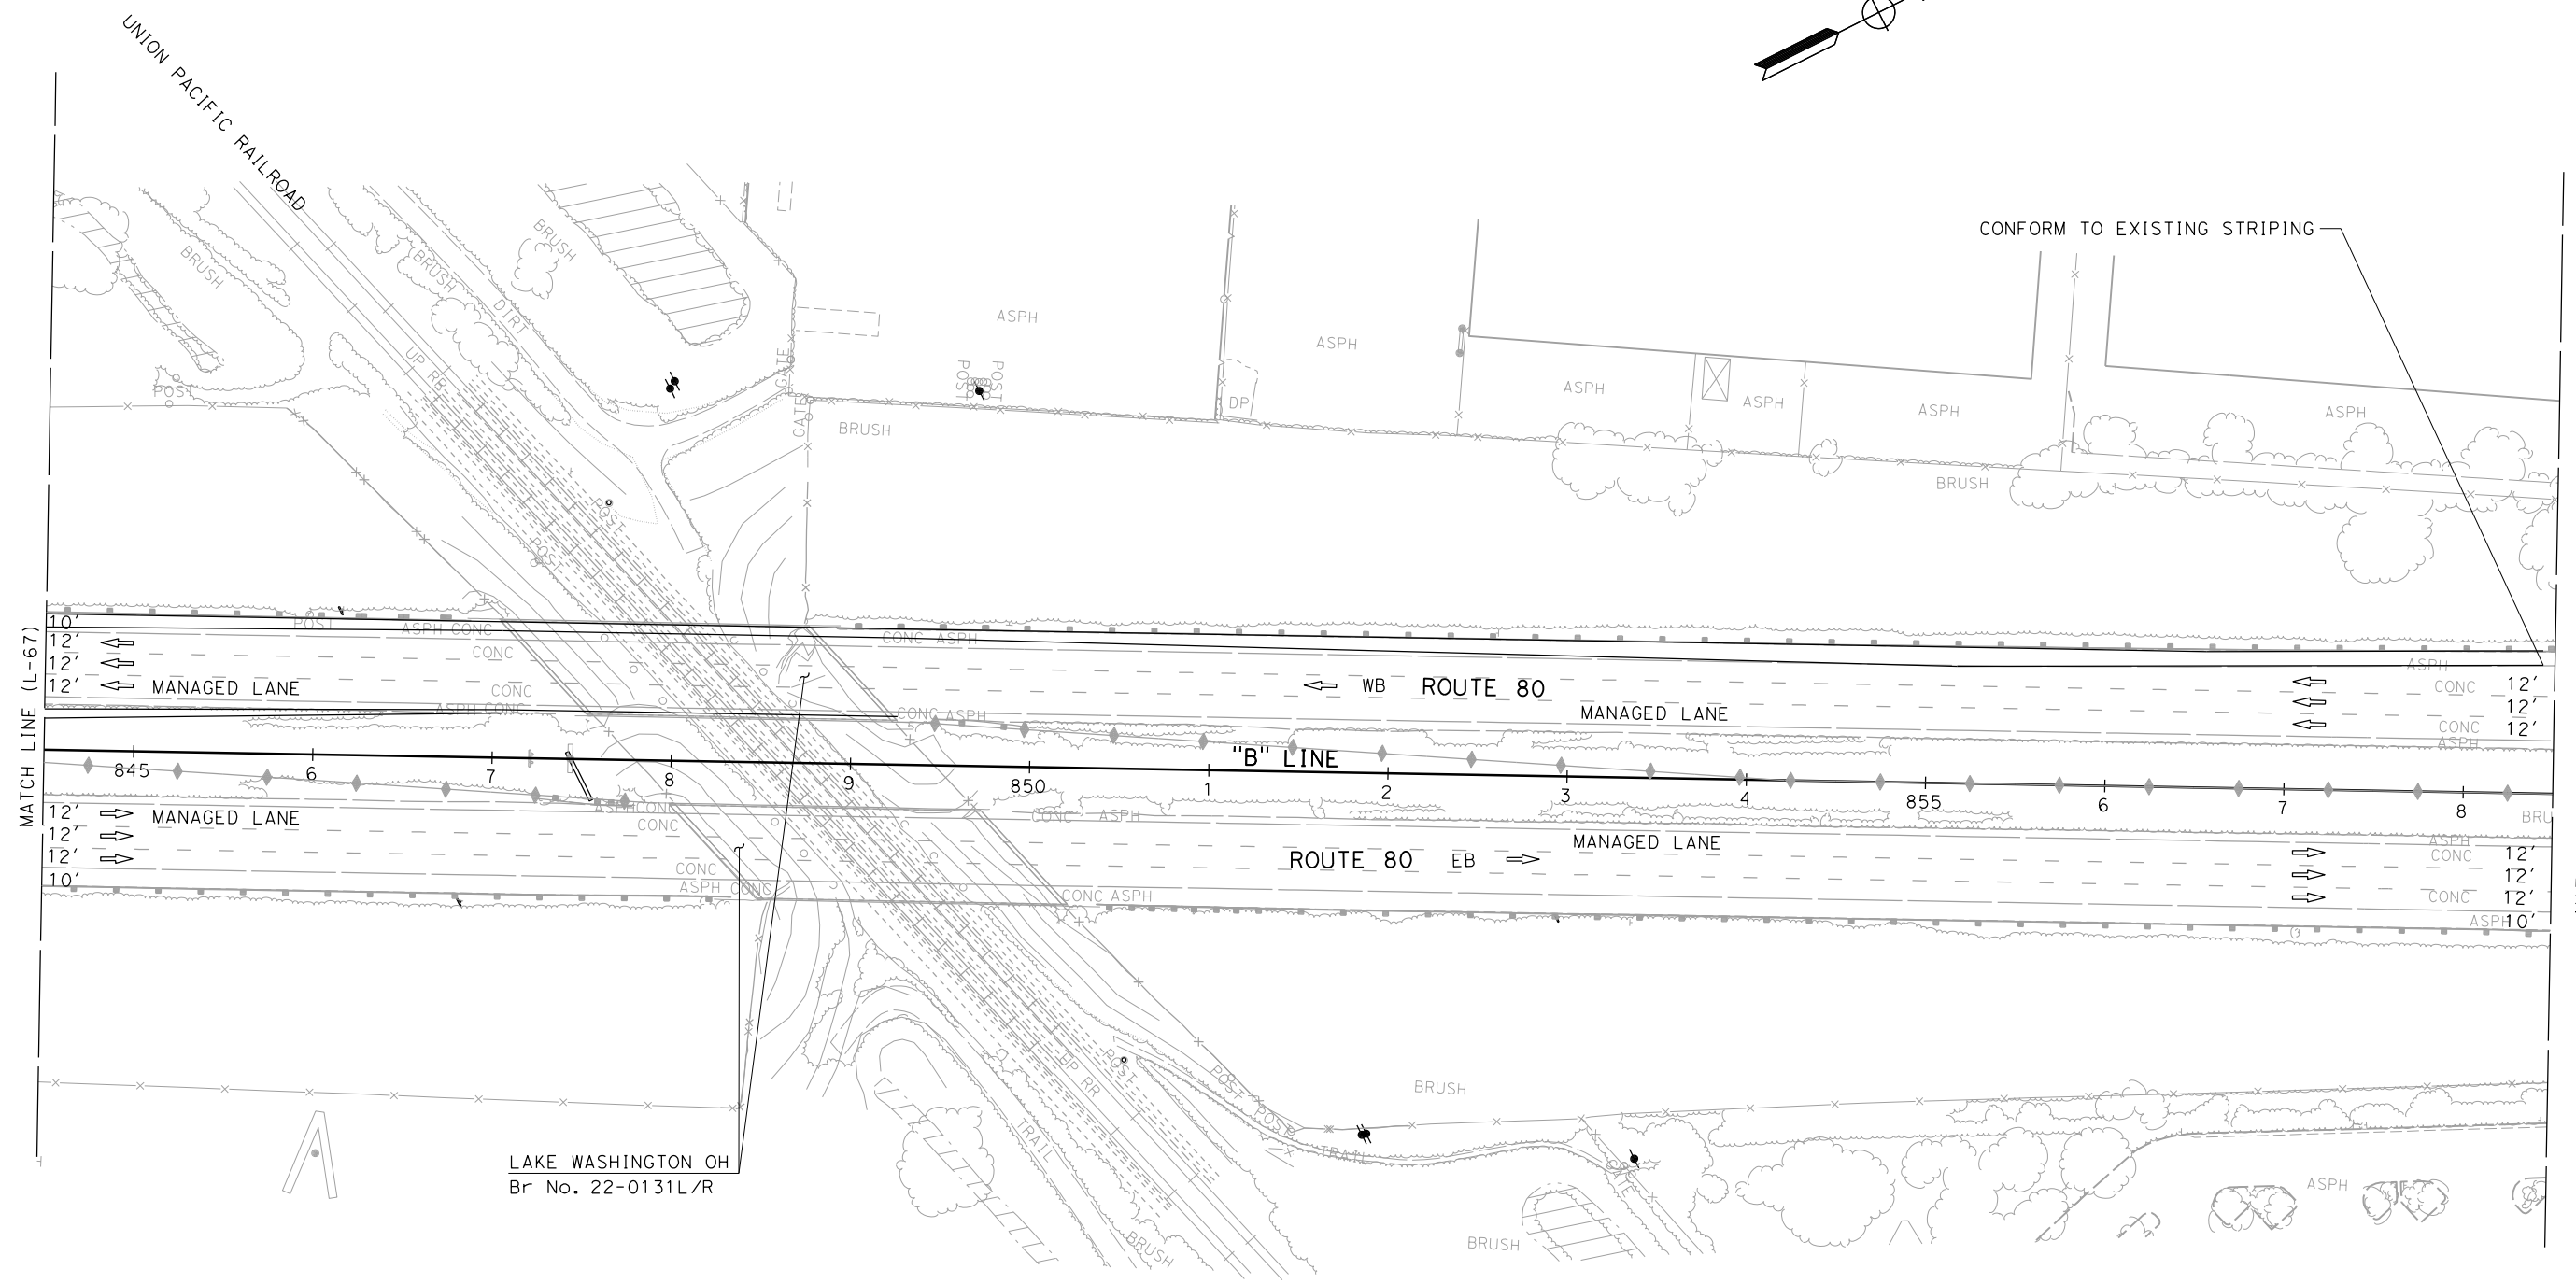 UNION PACIFIC RAILROAD
CONFORM TO EXISTING STRIPING
BRUSH
BRUSH
BRUSH
DIRT
UP RR
POST
GATE
GATE
POST
POST
ASPH
ASPH
DP
ASPH
ASPH
ASPH
ASPH
BRUSH
BRUSH
POST
POST
MATCH LINE (L-67)
10'
12'
12'
12'
MANAGED LANE
POST
ASPH CONC
CONC
CONC
ASPH CONC
CONC ASPH
CONC ASPH
WB ROUTE 80
MANAGED LANE
ASPH
CONC
CONC
ASPH
12'
12'
12'
"B" LINE
845 6 7 8 9 850 1 2 3 4 855 6 7 8
12'
12'
12'
10'
MANAGED LANE
ASPH CONC
CONC
CONC
ASPH CONC
CONC ASPH
CONC ASPH
MANAGED LANE
ROUTE 80 EB
BRU
ASPH
CONC
CONC
ASPH
12'
12'
12'
10'
UP RR
POST
POST
POST
TRAIL
TRAIL
BRUSH
BRUSH
BRUSH
ASPH
LAKE WASHINGTON OH
Br No. 22-0131L/R